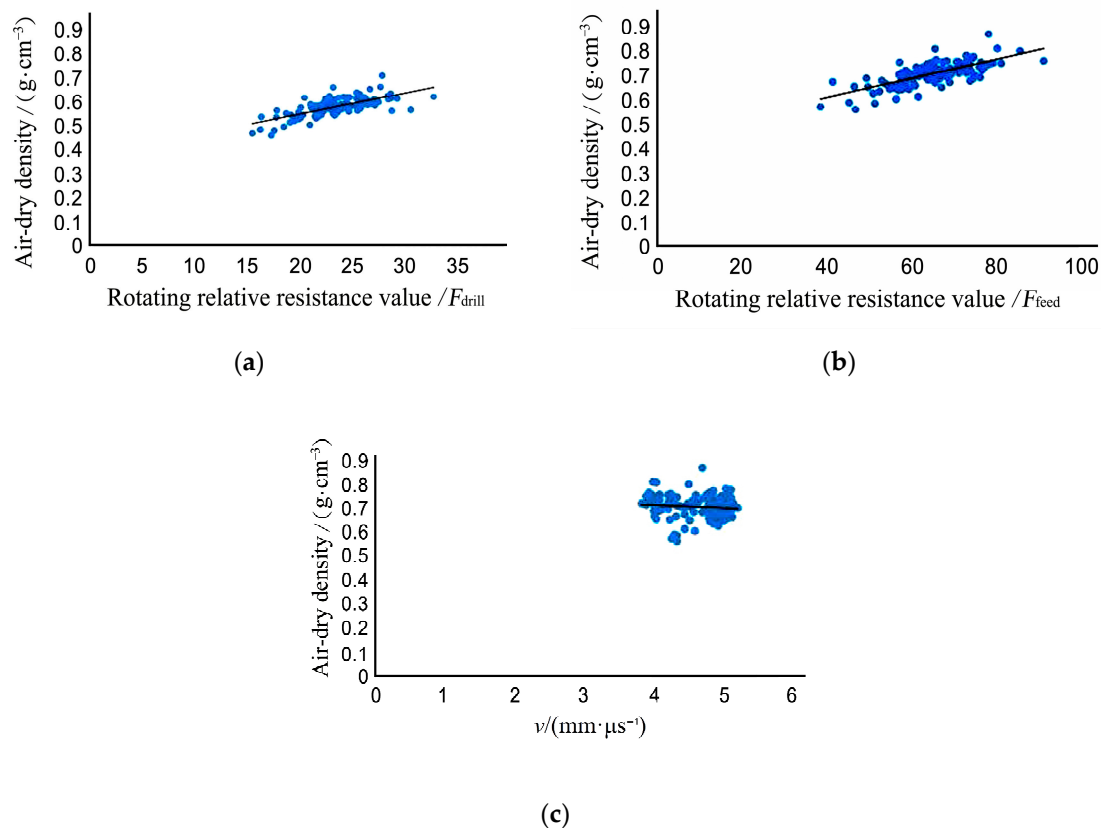 Air-dry density / (g·cm⁻³)
0.9
0.8
0.7
0.6
0.5
0.4
0.3
0.2
0.1
0
0 5 10 15 20 25 30 35
Rotating relative resistance value /Fdrill
(a)
Air-dry density / (g·cm⁻³)
0.9
0.8
0.7
0.6
0.5
0.4
0.3
0.2
0.1
0
0 20 40 60 80 100
Rotating relative resistance value /Ffeed
(b)
Air-dry density / (g·cm⁻³)
0.9
0.8
0.7
0.6
0.5
0.4
0.3
0.2
0.1
0
0 1 2 3 4 5 6
v/(mm·μs⁻¹)
(c)